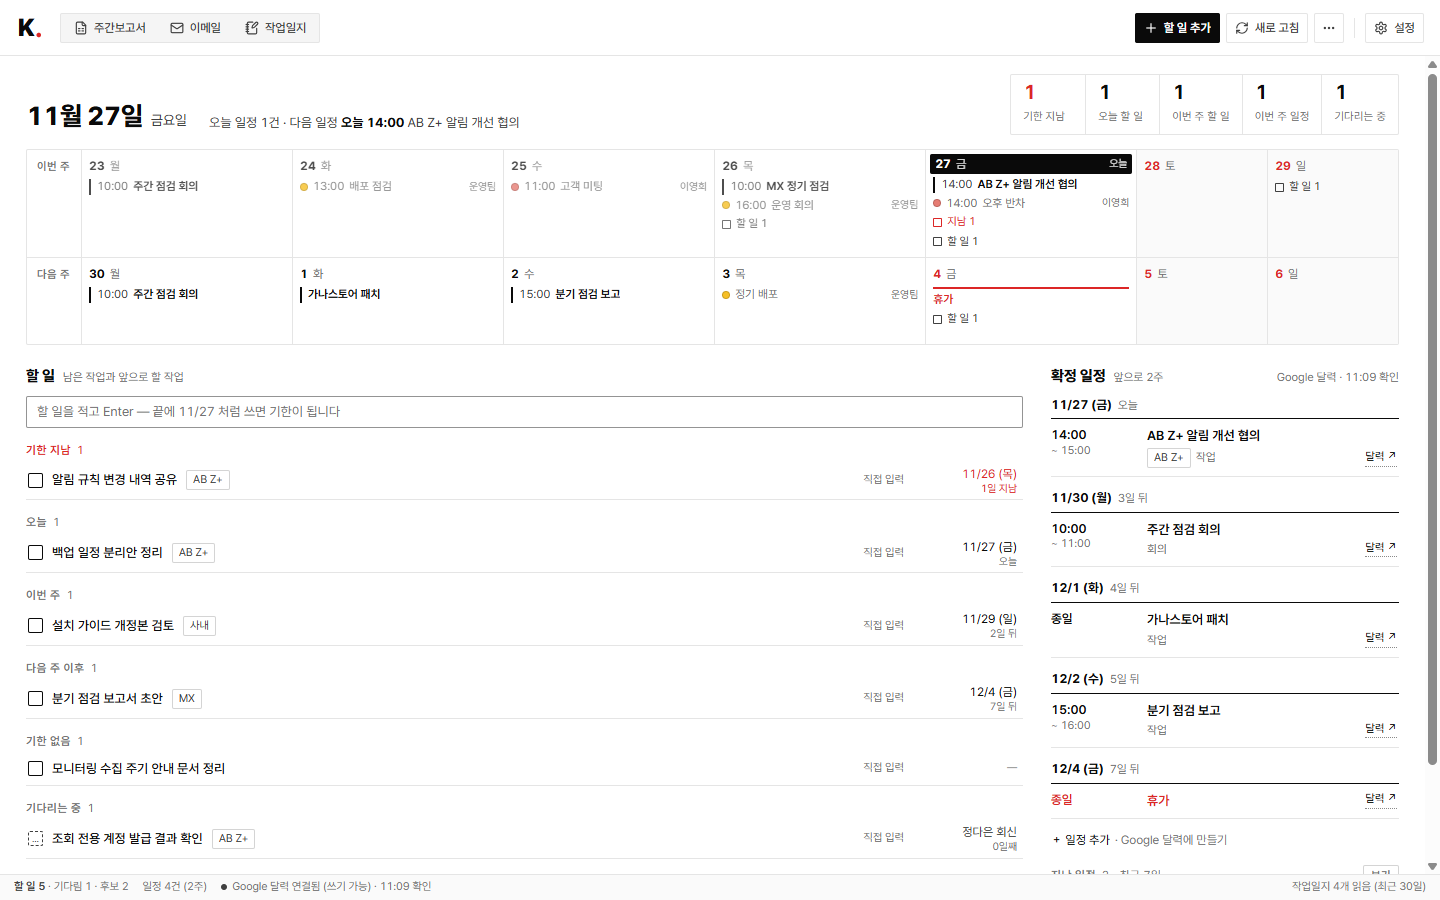 K.
주간보고서
이메일
작업일지
+ 할 일 추가
새로 고침
설정
11월 27일 금요일
오늘 일정 1건 · 다음 일정 오늘 14:00 AB Z+ 알림 개선 협의
1 기한 지남
1 오늘 할 일
1 이번 주 할 일
1 이번 주 일정
1 기다리는 중
이번 주
23 월
10:00 주간 점검 회의
24 화
13:00 배포 점검 운영팀
25 수
11:00 고객 미팅 이영희
26 목
10:00 MX 정기 점검
16:00 운영 회의 운영팀
할 일 1
27 금 오늘
14:00 AB Z+ 알림 개선 협의
14:00 오후 반차 이영희
지남 1
할 일 1
28 토
29 일
할 일 1
다음 주
30 월
10:00 주간 점검 회의
1 화
가나스토어 패치
2 수
15:00 분기 점검 보고
3 목
정기 배포 운영팀
4 금
휴가
할 일 1
5 토
6 일
할 일 남은 작업과 앞으로 할 작업
할 일을 적고 Enter — 끝에 11/27 처럼 쓰면 기한이 됩니다
기한 지남 1
알림 규칙 변경 내역 공유 AB Z+ 직접 입력 11/26 (목)
1일 지남
오늘 1
백업 일정 분리안 정리 AB Z+ 직접 입력 11/27 (금)
오늘
이번 주 1
설치 가이드 개정본 검토 사내 직접 입력 11/29 (일)
2일 뒤
다음 주 이후 1
분기 점검 보고서 초안 MX 직접 입력 12/4 (금)
7일 뒤
기한 없음 1
모니터링 수집 주기 안내 문서 정리 직접 입력 —
기다리는 중 1
조회 전용 계정 발급 결과 확인 AB Z+ 직접 입력 정다은 회신
0일째
확정 일정 앞으로 2주 Google 달력 · 11:09 확인
11/27 (금) 오늘
14:00 AB Z+ 알림 개선 협의
~ 15:00 AB Z+ 작업 달력 ↗
11/30 (월) 3일 뒤
10:00 주간 점검 회의
~ 11:00 회의 달력 ↗
12/1 (화) 4일 뒤
종일 가나스토어 패치
작업 달력 ↗
12/2 (수) 5일 뒤
15:00 분기 점검 보고
~ 16:00 작업 달력 ↗
12/4 (금) 7일 뒤
종일 휴가 달력 ↗
+ 일정 추가 · Google 달력에 만들기
할 일 5 · 기다림 1 · 후보 2 일정 4건 (2주) ● Google 달력 연결됨 (쓰기 가능) · 11:09 확인
작업일지 4개 읽음 (최근 30일)